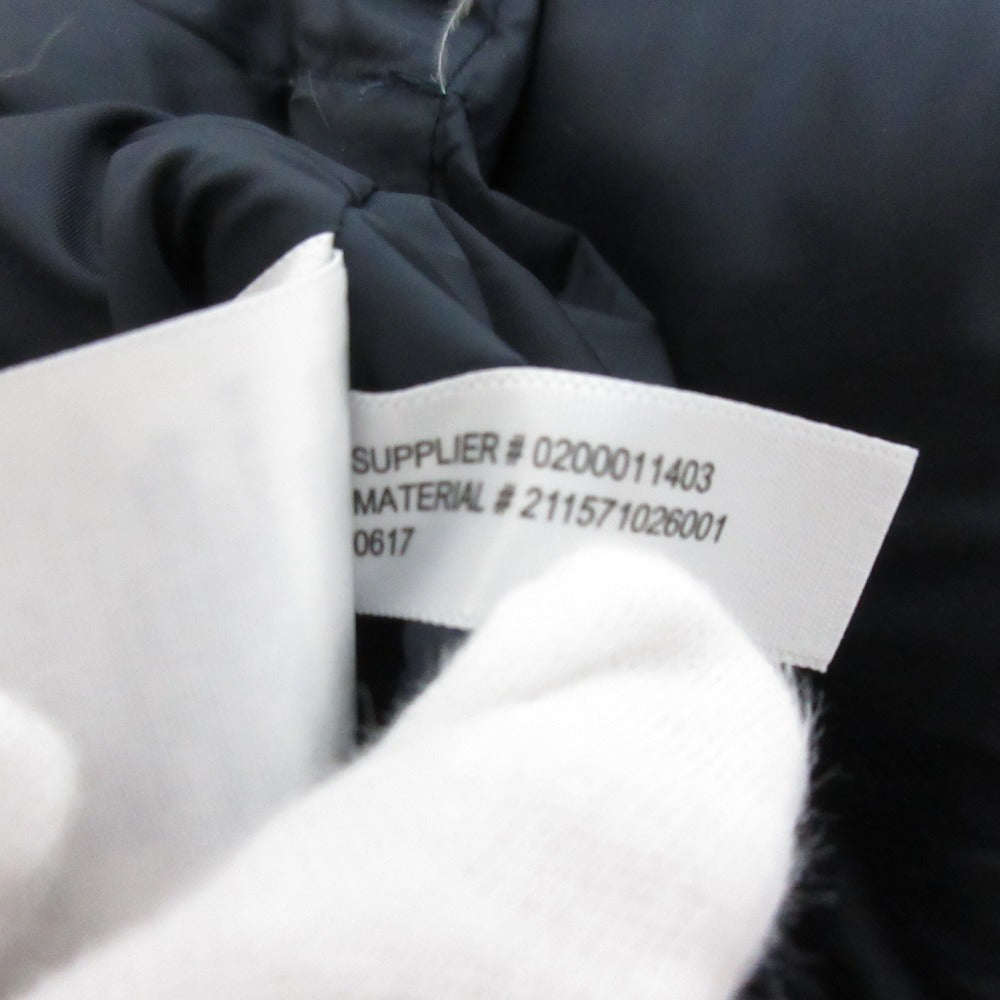 SUPPLIER # 0200011403
MATERIAL # 211571026001
0617